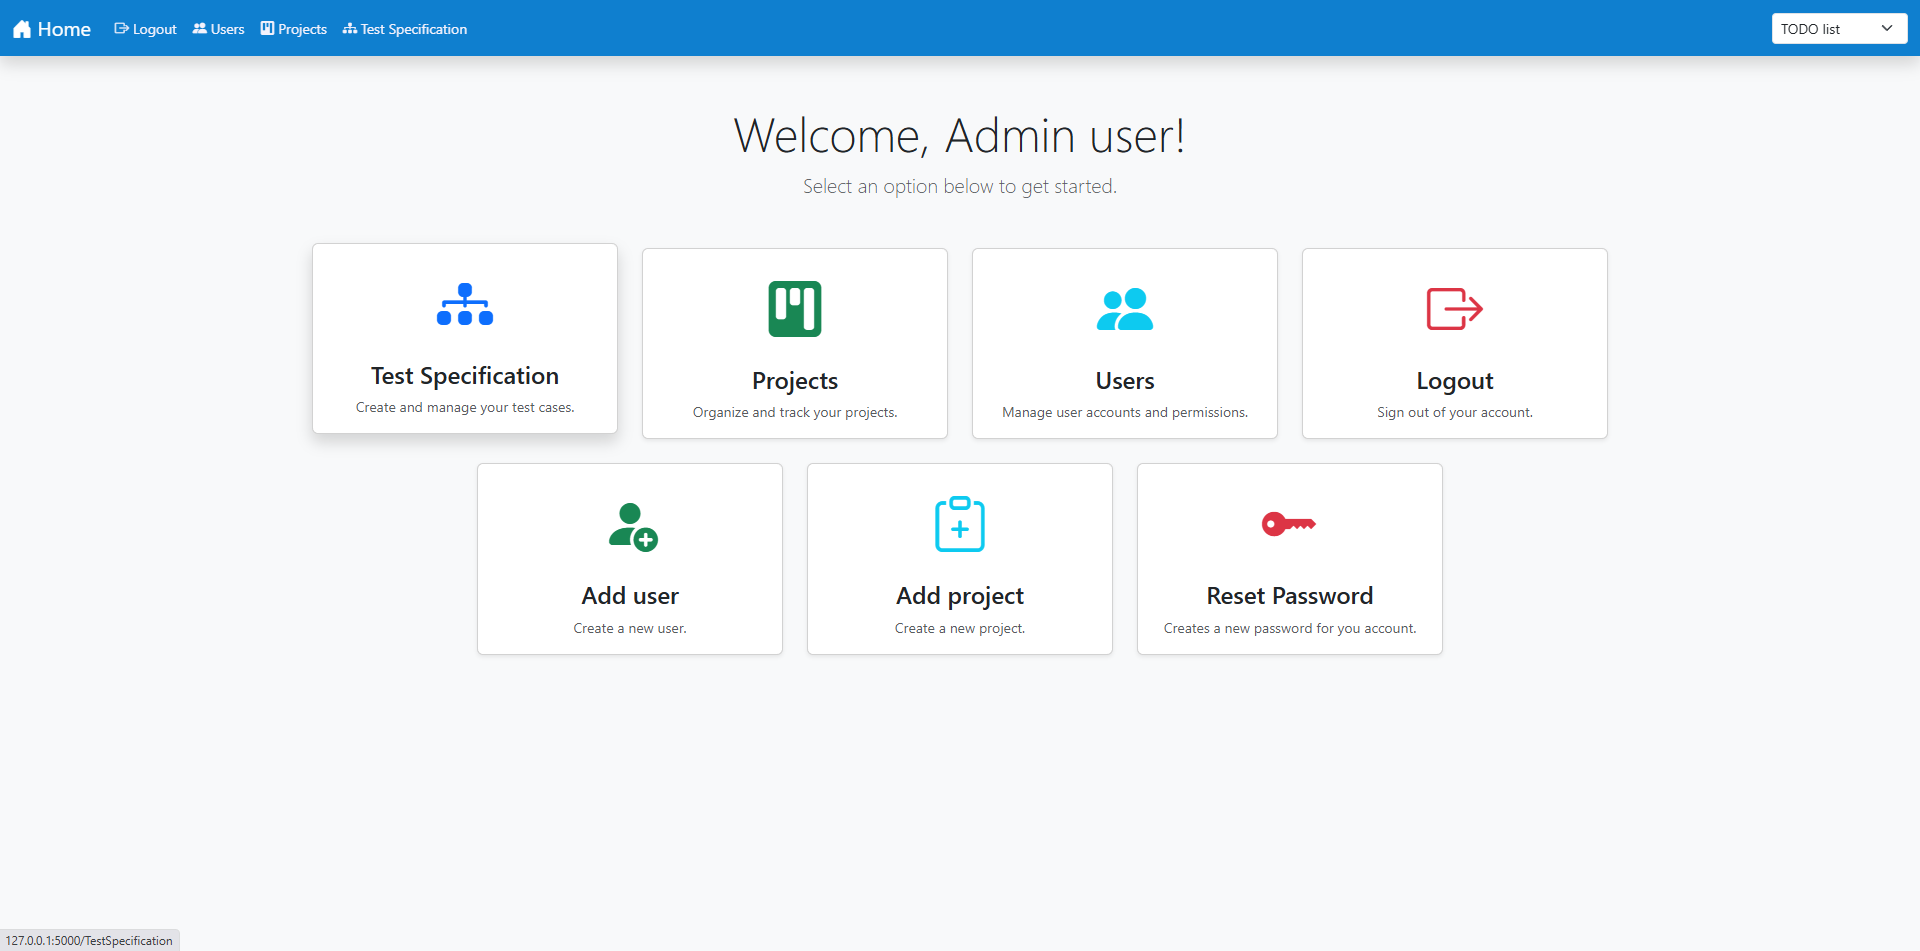 Home Logout Users Projects Test Specification TODO list
Welcome, Admin user!
Select an option below to get started.
Test Specification
Create and manage your test cases.
Projects
Organize and track your projects.
Users
Manage user accounts and permissions.
Logout
Sign out of your account.
Add user
Create a new user.
Add project
Create a new project.
Reset Password
Creates a new password for you account.
127.0.0.1:5000/TestSpecification